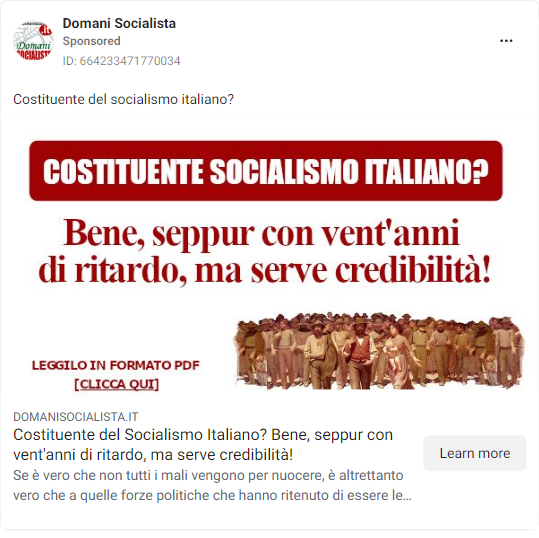 Domani Socialista
Sponsored
ID: 664233471770034
.it
Domani
SOCIALISTA
Costituente del socialismo italiano?
COSTITUENTE SOCIALISMO ITALIANO?
Bene, seppur con vent'anni
di ritardo, ma serve credibilità!
LEGGILO IN FORMATO PDF
[CLICCA QUI]
DOMANISOCIALISTA.IT
Costituente del Socialismo Italiano? Bene, seppur con
vent'anni di ritardo, ma serve credibilità!
Learn more
Se è vero che non tutti i mali vengono per nuocere, è altrettanto
vero che a quelle forze politiche che hanno ritenuto di essere le…